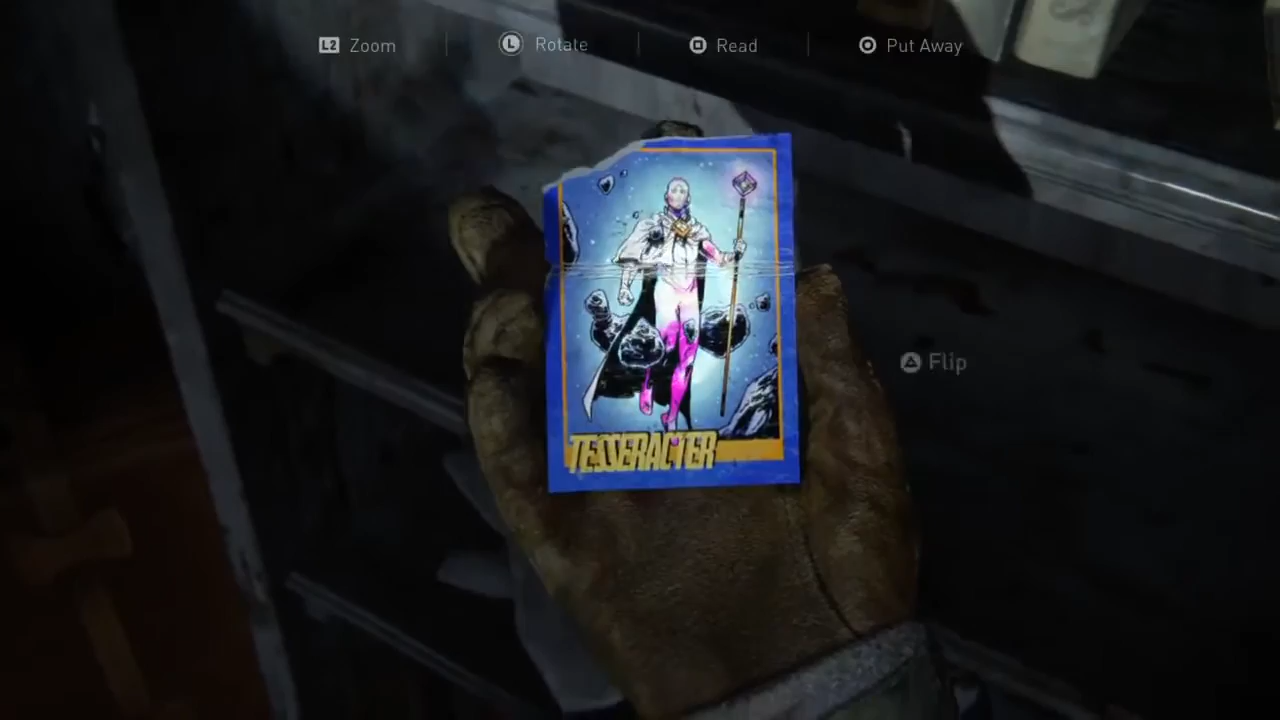 L2 Zoom
L Rotate
Read
Put Away
Flip
TESSERACTER